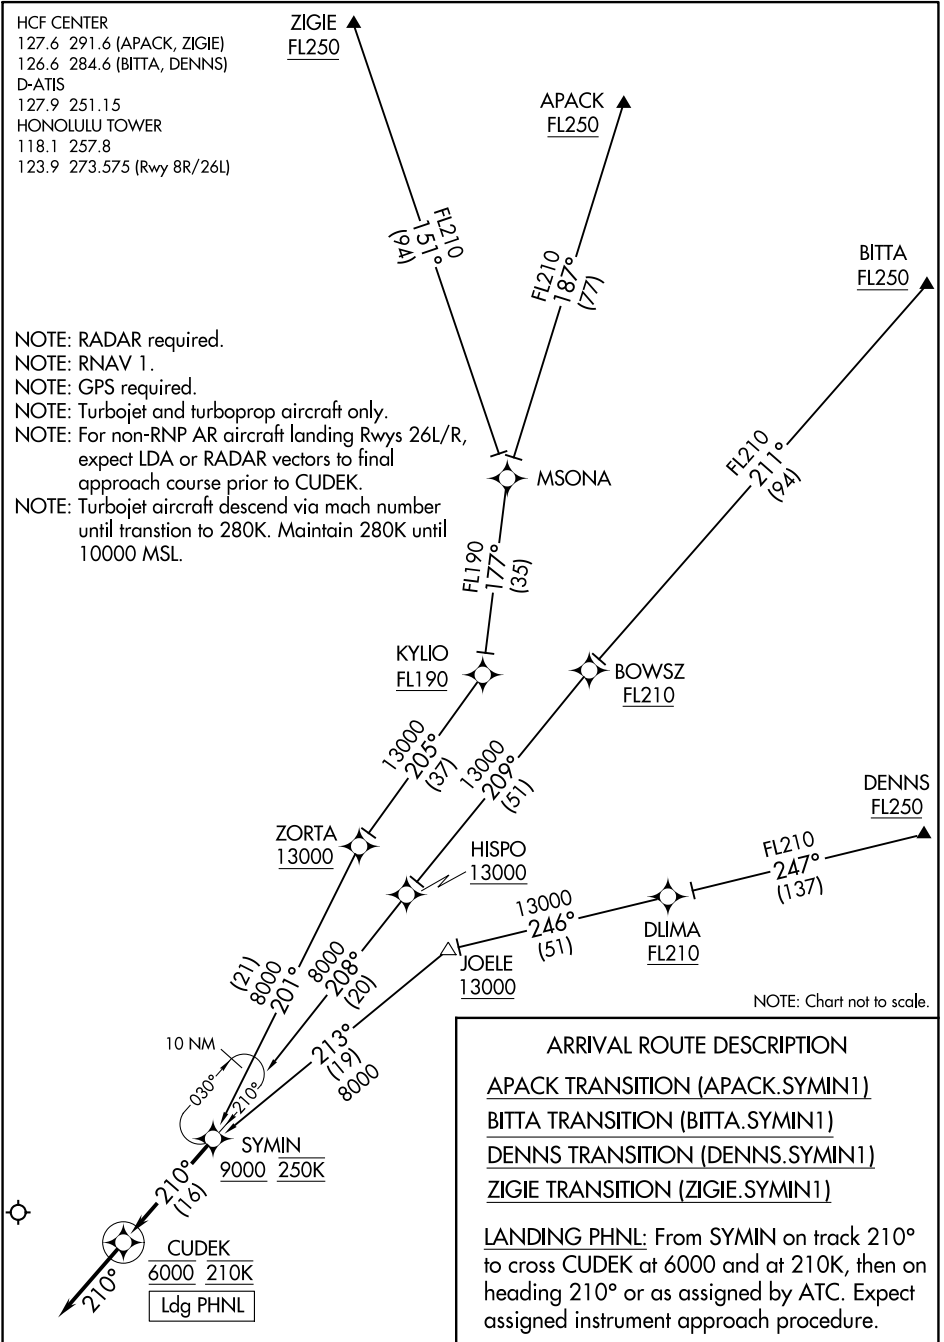 HCF CENTER
127.6 291.6 (APACK, ZIGIE)
126.6 284.6 (BITTA, DENNS)
D-ATIS
127.9 251.15
HONOLULU TOWER
118.1 257.8
123.9 273.575 (Rwy 8R/26L)
ZIGIE
FL250
APACK
FL250
BITTA
FL250
FL210
151°
(94)
FL210
187°
(77)
FL210
211°
(94)
NOTE: RADAR required.
NOTE: RNAV 1.
NOTE: GPS required.
NOTE: Turbojet and turboprop aircraft only.
NOTE: For non-RNP AR aircraft landing Rwys 26L/R,
expect LDA or RADAR vectors to final
approach course prior to CUDEK.
NOTE: Turbojet aircraft descend via mach number
until transtion to 280K. Maintain 280K until
10000 MSL.
MSONA
FL190
177°
(35)
KYLIO
FL190
BOWSZ
FL210
13000
205°
(37)
13000
209°
(51)
ZORTA
13000
HISPO
13000
DENNS
FL250
FL210
247°
(137)
13000
246°
(51)
DLIMA
FL210
JOELE
13000
(21)
8000
201°
8000
208°
(20)
213°
(19)
8000
NOTE: Chart not to scale.
10 NM
030°
210°
SYMIN
9000 250K
210°
(16)
CUDEK
6000 210K
Ldg PHNL
210°
ARRIVAL ROUTE DESCRIPTION
APACK TRANSITION (APACK.SYMIN1)
BITTA TRANSITION (BITTA.SYMIN1)
DENNS TRANSITION (DENNS.SYMIN1)
ZIGIE TRANSITION (ZIGIE.SYMIN1)
LANDING PHNL: From SYMIN on track 210°
to cross CUDEK at 6000 and at 210K, then on
heading 210° or as assigned by ATC. Expect
assigned instrument approach procedure.